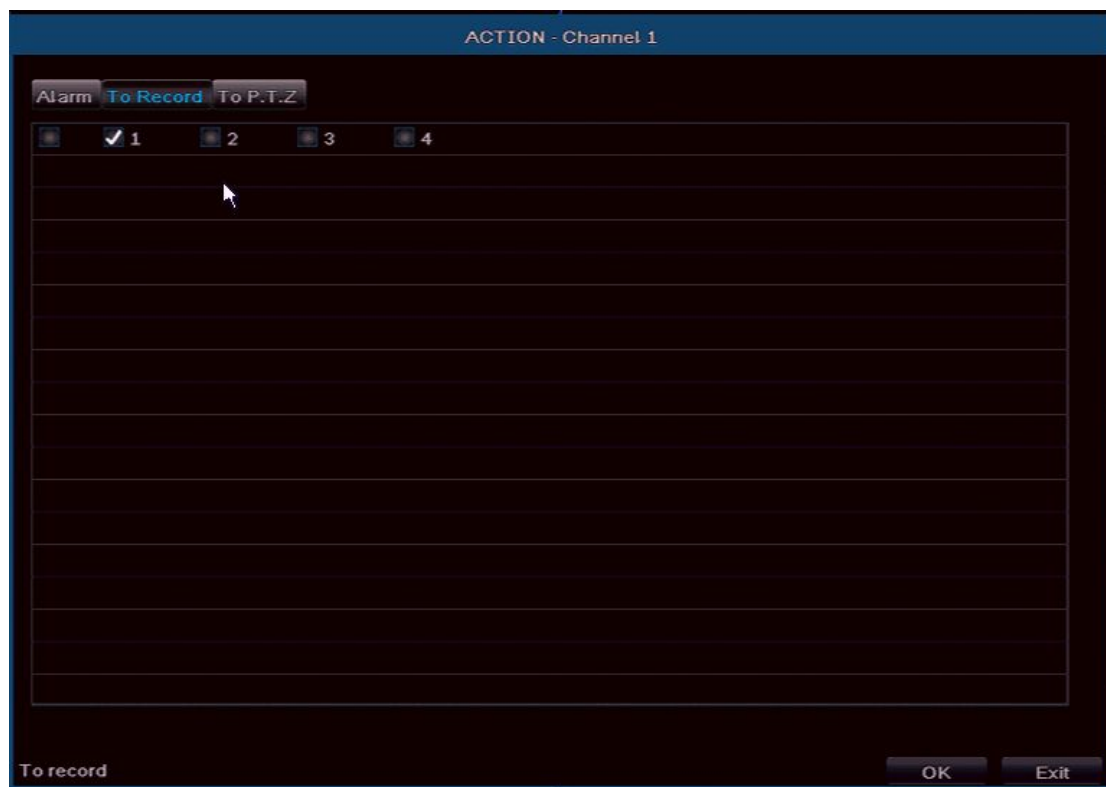 ACTION - Channel 1
Alarm To Record To P.T.Z
1 2 3 4
To record OK Exit